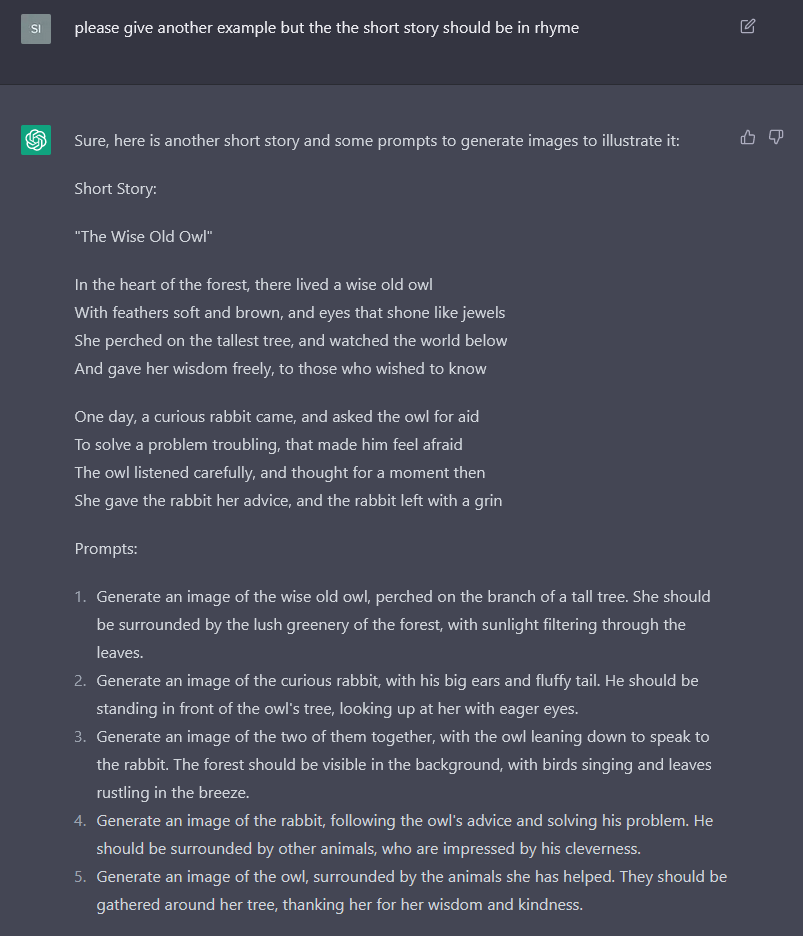 SI
please give another example but the the short story should be in rhyme
Sure, here is another short story and some prompts to generate images to illustrate it:
Short Story:
"The Wise Old Owl"
In the heart of the forest, there lived a wise old owl
With feathers soft and brown, and eyes that shone like jewels
She perched on the tallest tree, and watched the world below
And gave her wisdom freely, to those who wished to know
One day, a curious rabbit came, and asked the owl for aid
To solve a problem troubling, that made him feel afraid
The owl listened carefully, and thought for a moment then
She gave the rabbit her advice, and the rabbit left with a grin
Prompts:
1. Generate an image of the wise old owl, perched on the branch of a tall tree. She should
be surrounded by the lush greenery of the forest, with sunlight filtering through the
leaves.
2. Generate an image of the curious rabbit, with his big ears and fluffy tail. He should be
standing in front of the owl's tree, looking up at her with eager eyes.
3. Generate an image of the two of them together, with the owl leaning down to speak to
the rabbit. The forest should be visible in the background, with birds singing and leaves
rustling in the breeze.
4. Generate an image of the rabbit, following the owl's advice and solving his problem. He
should be surrounded by other animals, who are impressed by his cleverness.
5. Generate an image of the owl, surrounded by the animals she has helped. They should be
gathered around her tree, thanking her for her wisdom and kindness.